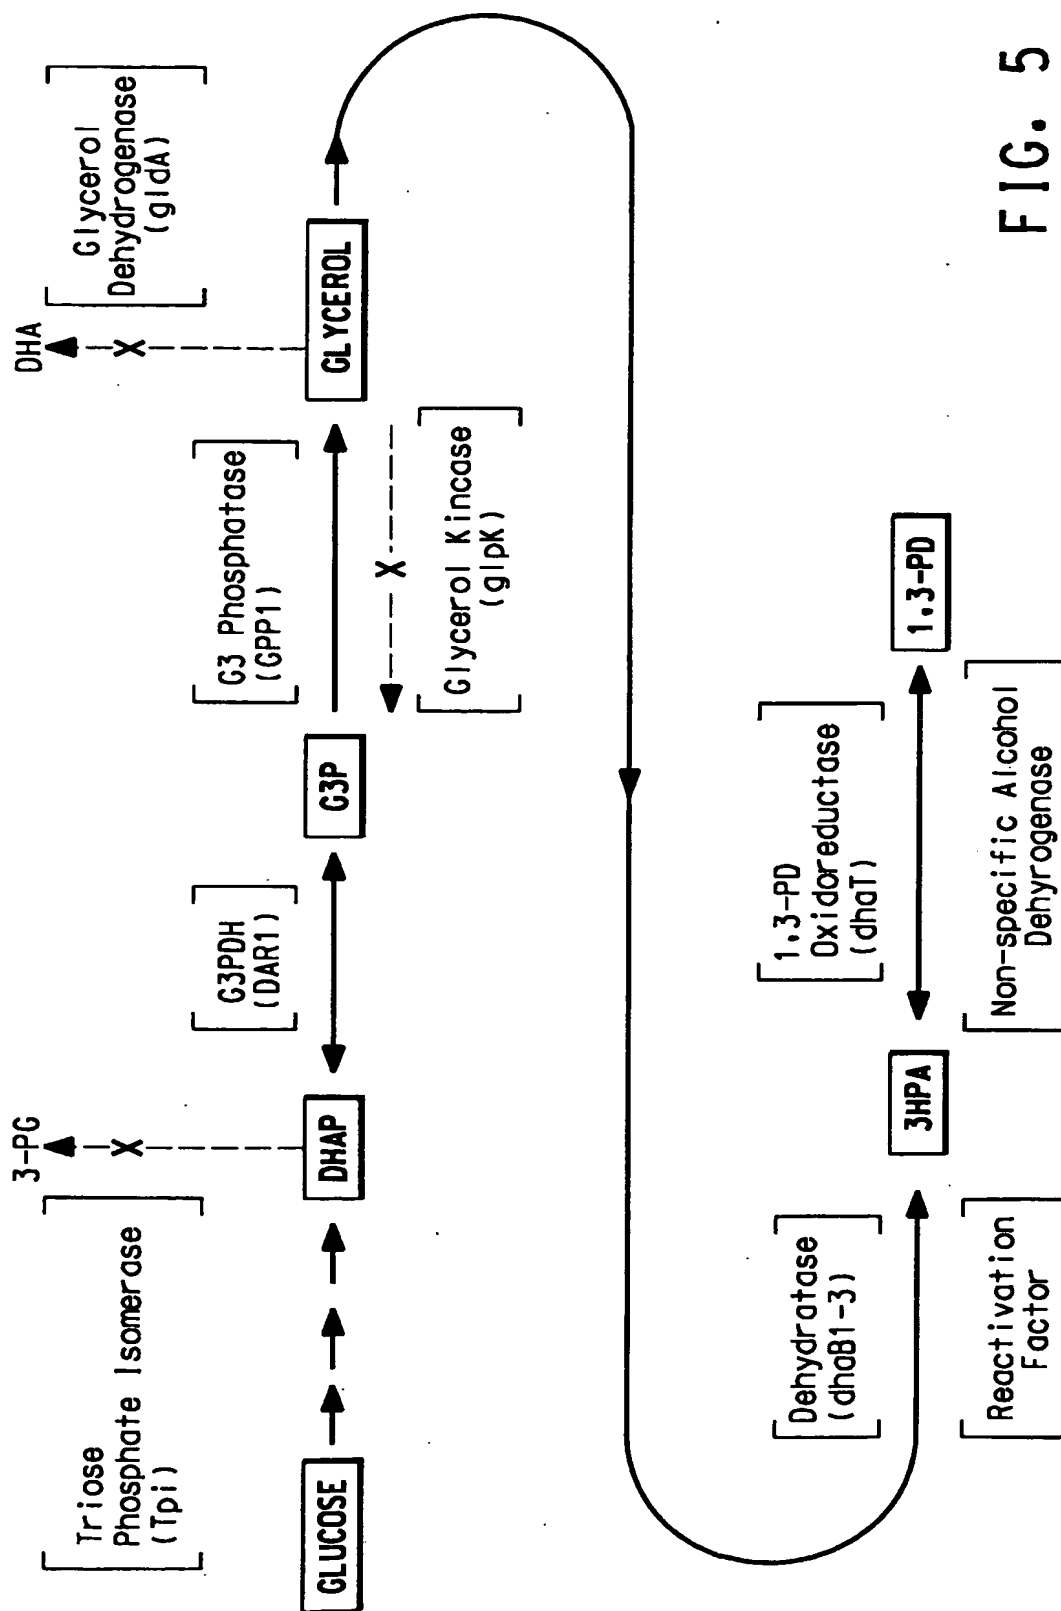 3-PG
DHA
Triose
Phosphate Isomerase
(Tpi)
Glycerol
Dehydrogenase
(gldA)
G3PDH
(DAR1)
G3 Phosphatase
(GPP1)
GLUCOSE
DHAP
G3P
GLYCEROL
X
X
X
Glycerol Kincase
(glpK)
Dehydratase
(dhaB1-3)
1,3-PD
Oxidoreductase
(dhaT)
3HPA
1,3-PD
Reactivation
Factor
Non-specific Alcohol
Dehyrogenase
FIG. 5